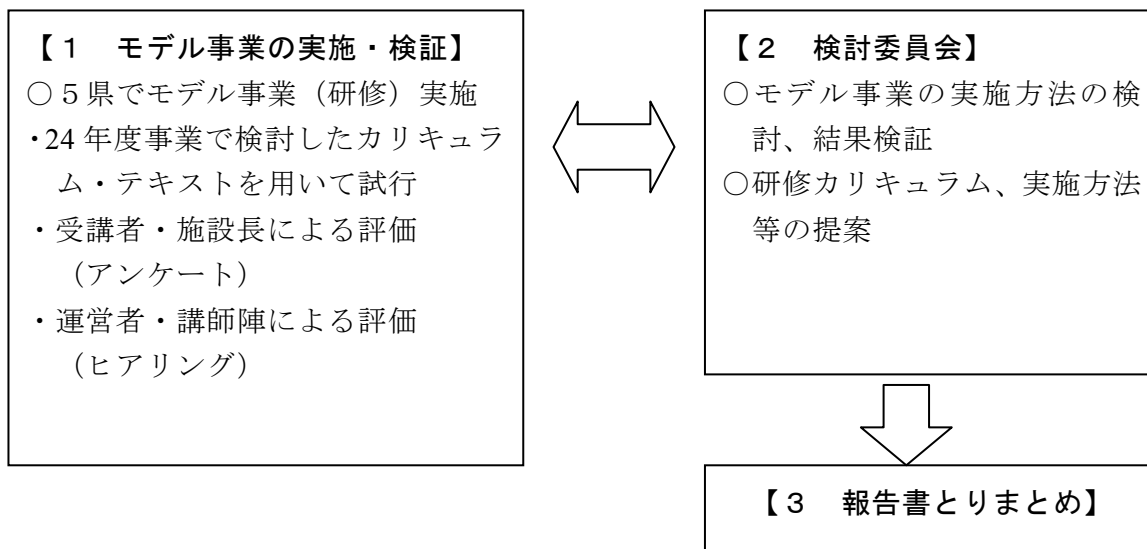 【１　モデル事業の実施・検証】
○５県でモデル事業（研修）実施
・24 年度事業で検討したカリキュラ
ム・テキストを用いて試行
・受講者・施設長による評価
（アンケート）
・運営者・講師陣による評価
（ヒアリング）
【２　検討委員会】
○モデル事業の実施方法の検
討、結果検証
○研修カリキュラム、実施方法
等の提案
【３　報告書とりまとめ】